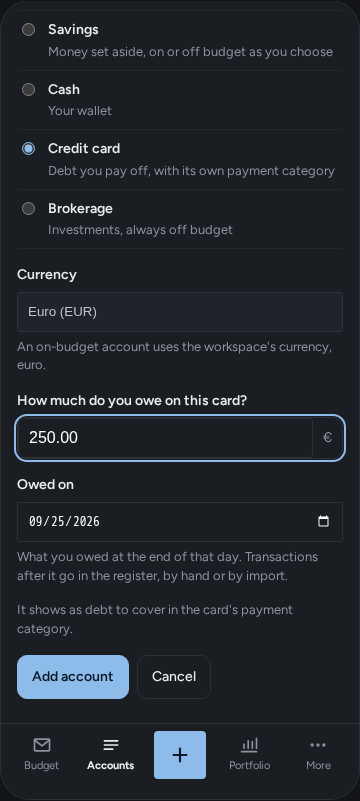 Savings
Money set aside, on or off budget as you choose
Cash
Your wallet
Credit card
Debt you pay off, with its own payment category
Brokerage
Investments, always off budget
Currency
Euro (EUR)
An on-budget account uses the workspace's currency,
euro.
How much do you owe on this card?
250.00 €
Owed on
09/25/2026
What you owed at the end of that day. Transactions
after it go in the register, by hand or by import.
It shows as debt to cover in the card's payment
category.
Add account Cancel
Budget Accounts Portfolio More